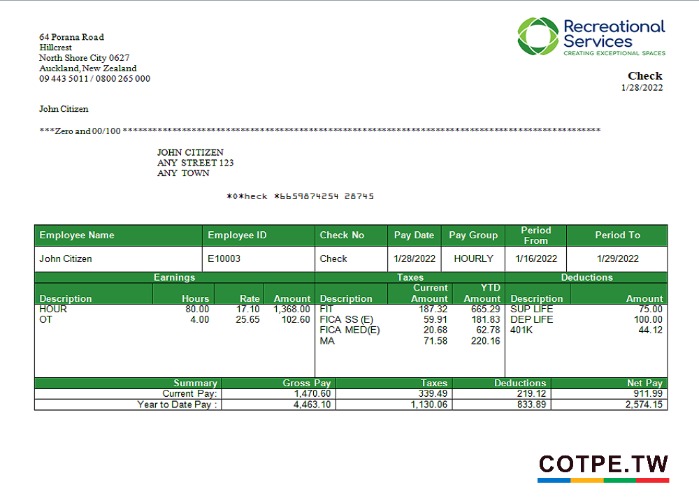 64 Porana Road
Hillcrest
North Shore City 0627
Auckland, New Zealand
09 443 5011 / 0800 265 000
Recreational
Services
CREATING EXCEPTIONAL SPACES
Check
1/28/2022
John Citizen
***Zero and 00/100 ************************************************************************************************
JOHN CITIZEN
ANY STREET 123
ANY TOWN
*0*heck *6659874254 28745
Employee Name Employee ID Check No Pay Date Pay Group Period From Period To
John Citizen E10003 Check 1/28/2022 HOURLY 1/16/2022 1/29/2022
Earnings Taxes Deductions
Description Hours Rate Amount Description Current Amount YTD Amount Description Amount
HOUR 80.00 17.10 1,368.00 FIT 187.32 665.29 SUP LIFE 75.00
OT 4.00 25.65 102.60 FICA SS (E) 59.91 181.83 DEP LIFE 100.00
FICA MED(E) 20.68 62.78 401K 44.12
MA 71.58 220.16
Summary Gross Pay Taxes Deductions Net Pay
Current Pay: 1,470.60 339.49 219.12 911.99
Year to Date Pay : 4,463.10 1,130.06 833.89 2,574.15
COTPE.TW